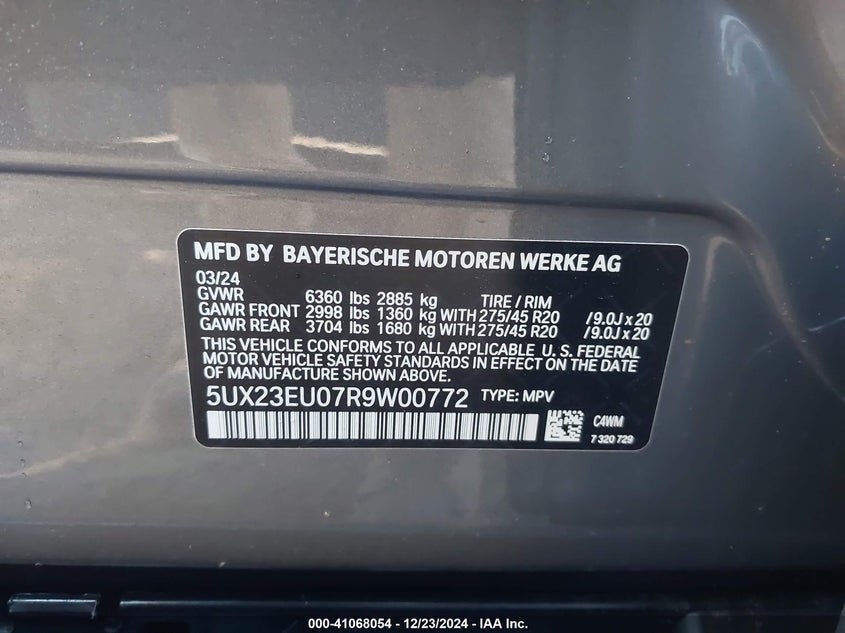 MFD BY BAYERISCHE MOTOREN WERKE AG
03/24
GVWR 6360 lbs 2885 kg TIRE / RIM
GAWR FRONT 2998 lbs 1360 kg WITH 275/45 R20 /9.0J x 20
GAWR REAR 3704 lbs 1680 kg WITH 275/45 R20 /9.0J x 20
THIS VEHICLE CONFORMS TO ALL APPLICABLE U. S. FEDERAL
MOTOR VEHICLE SAFETY STANDARDS IN EFFECT ON THE DATE
OF MANUFACTURE SHOWN ABOVE.
5UX23EU07R9W00772 TYPE: MPV
C4WM
7 320 729
000-41068054 - 12/23/2024 - IAA Inc.